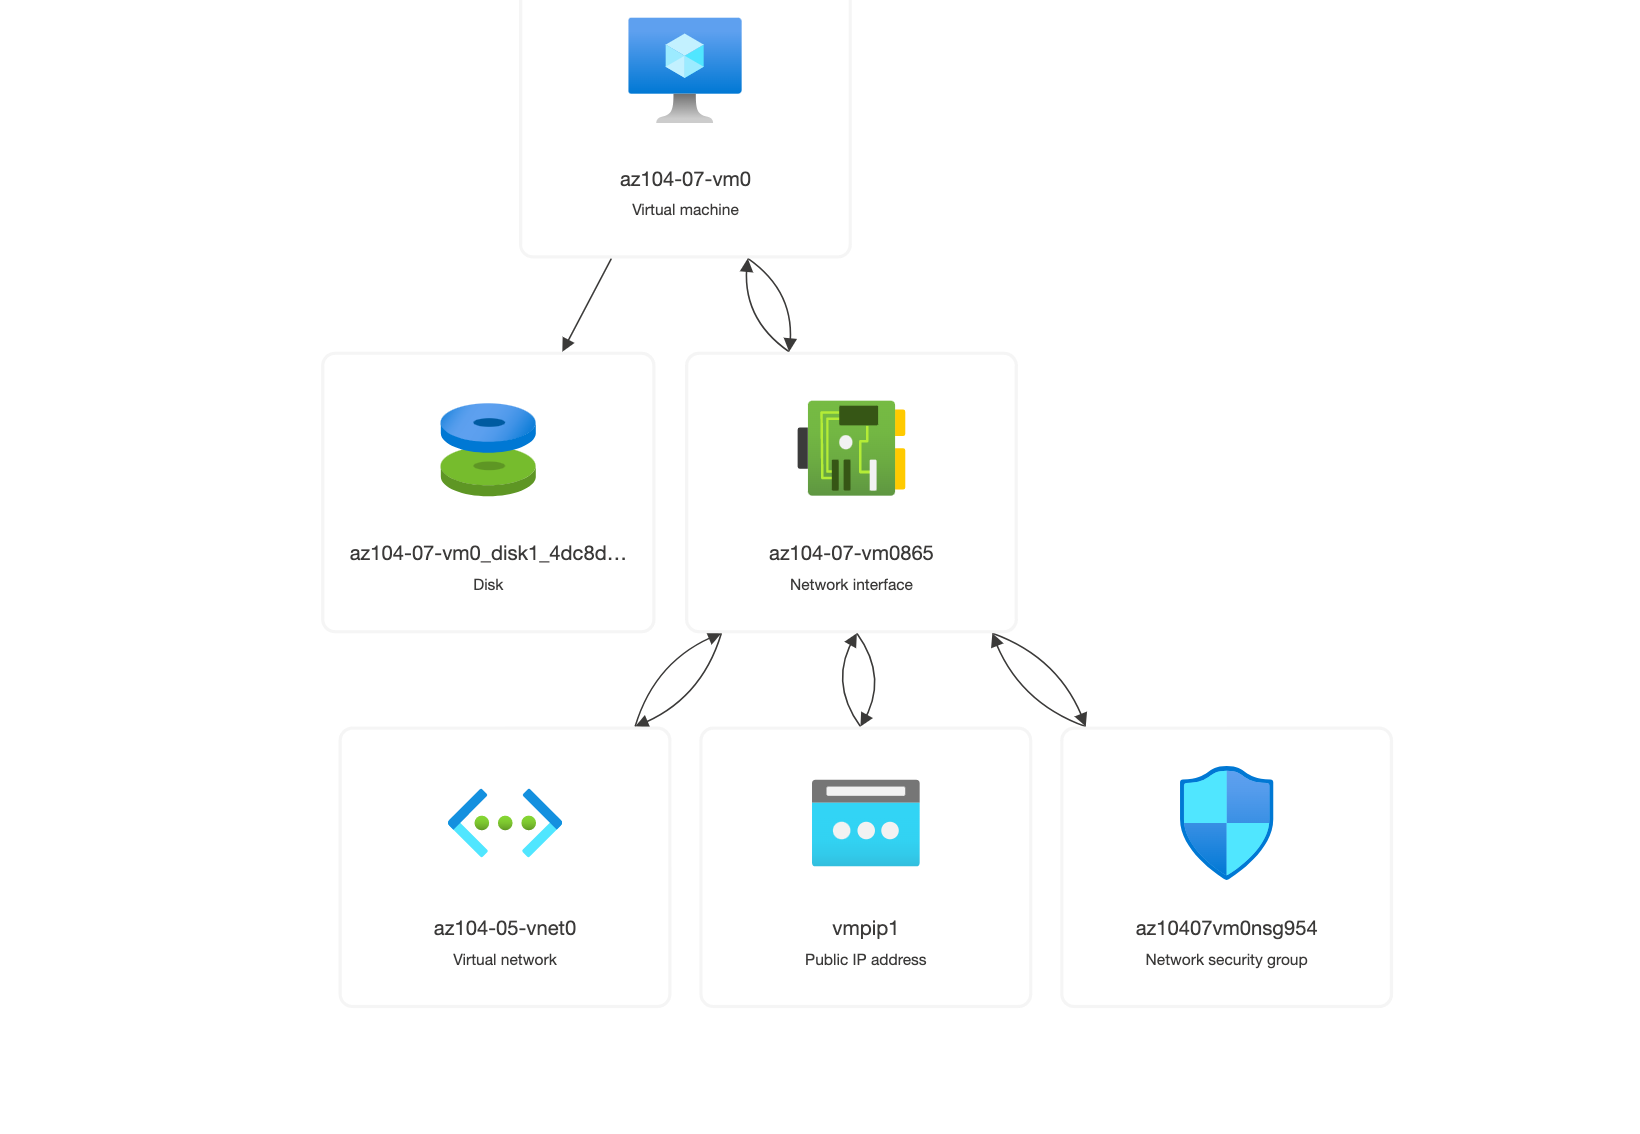 az104-07-vm0
Virtual machine
az104-07-vm0_disk1_4dc8d...
Disk
az104-07-vm0865
Network interface
az104-05-vnet0
Virtual network
vmpip1
Public IP address
az10407vm0nsg954
Network security group